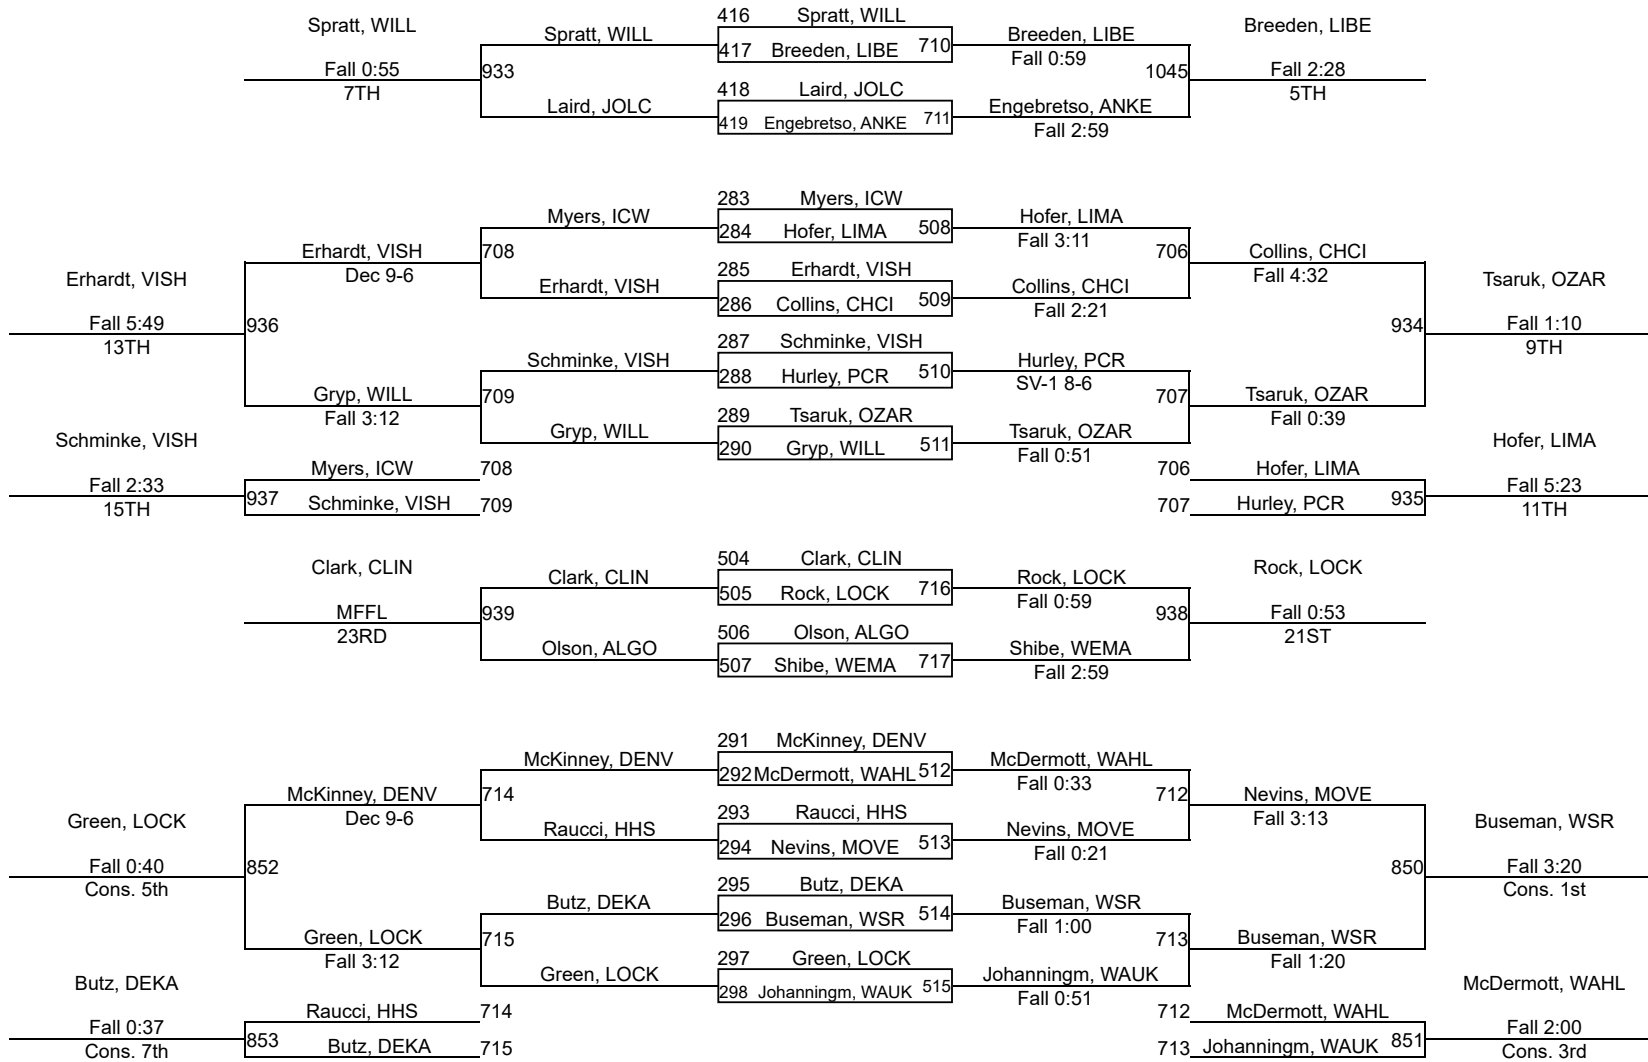 416 Spratt, WILL
Spratt, WILL Breeden, LIBE
Spratt, WILL 417 Breeden, LIBE 710 Breeden, LIBE
Fall 0:55 933 Fall 0:59 1045 Fall 2:28
7TH 418 Laird, JOLC 5TH
Laird, JOLC 419 Engebretso, ANKE 711 Engebretso, ANKE
Fall 2:59
283 Myers, ICW
Myers, ICW 284 Hofer, LIMA 508 Hofer, LIMA
Fall 3:11
Erhardt, VISH 708 706 Collins, CHCI
Erhardt, VISH Dec 9-6 285 Erhardt, VISH Fall 4:32 Tsaruk, OZAR
Erhardt, VISH 286 Collins, CHCI 509 Collins, CHCI
Fall 5:49 936 Fall 2:21 934 Fall 1:10
13TH 287 Schminke, VISH 9TH
Schminke, VISH 288 Hurley, PCR 510 Hurley, PCR
SV-1 8-6
Gryp, WILL 709 707 Tsaruk, OZAR
Fall 3:12 289 Tsaruk, OZAR Fall 0:39
Schminke, VISH Gryp, WILL 290 Gryp, WILL 511 Tsaruk, OZAR Hofer, LIMA
Fall 0:51
Myers, ICW 708 706 Hofer, LIMA
Fall 2:33 937 Fall 5:23
15TH Schminke, VISH 709 707 Hurley, PCR 935 11TH
504 Clark, CLIN
Clark, CLIN Clark, CLIN 505 Rock, LOCK 716 Rock, LOCK Rock, LOCK
MFFL 939 Fall 0:59 938 Fall 0:53
23RD 506 Olson, ALGO 21ST
Olson, ALGO 507 Shibe, WEMA 717 Shibe, WEMA
Fall 2:59
291 McKinney, DENV
McKinney, DENV 292 McDermott, WAHL 512 McDermott, WAHL
Fall 0:33
McKinney, DENV 714 712 Nevins, MOVE
Green, LOCK Dec 9-6 293 Raucci, HHS Fall 3:13 Buseman, WSR
Raucci, HHS 294 Nevins, MOVE 513 Nevins, MOVE
Fall 0:40 852 Fall 0:21 850 Fall 3:20
Cons. 5th 295 Butz, DEKA Cons. 1st
Butz, DEKA 296 Buseman, WSR 514 Buseman, WSR
Fall 1:00
Green, LOCK 715 713 Buseman, WSR
Fall 3:12 297 Green, LOCK Fall 1:20
Butz, DEKA Green, LOCK 298 Johanningm, WAUK 515 Johanningm, WAUK McDermott, WAHL
Fall 0:51
Raucci, HHS 714 712 McDermott, WAHL
Fall 0:37 853 Fall 2:00
Cons. 7th Butz, DEKA 715 713 Johanningm, WAUK 851 Cons. 3rd